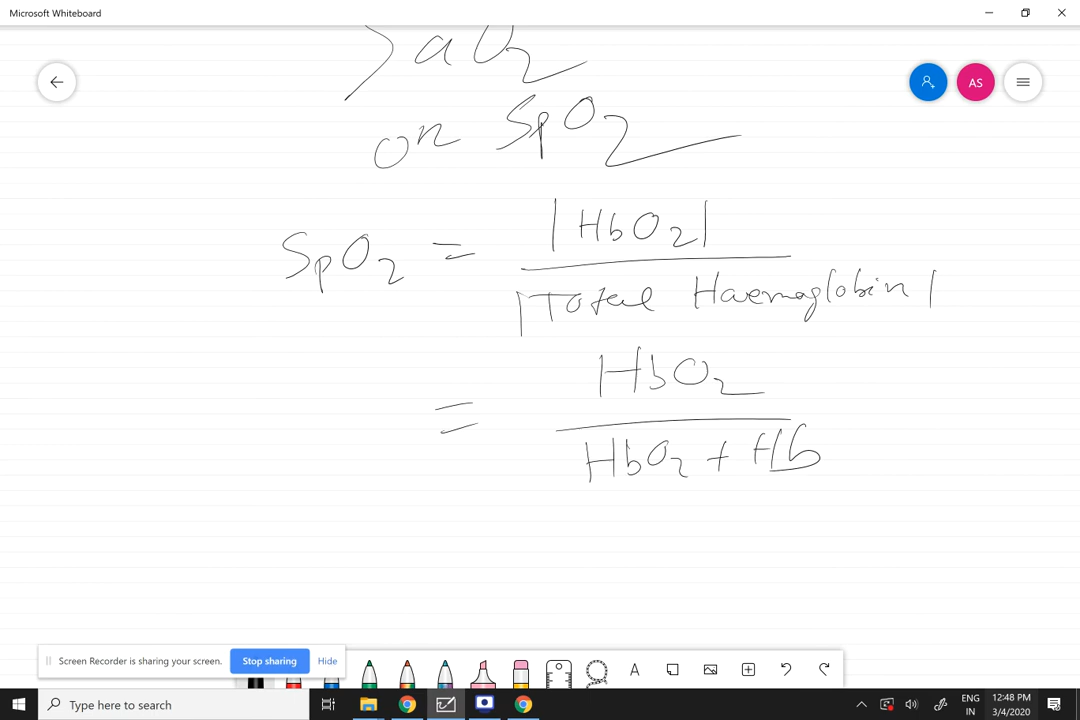 Microsoft Whiteboard
SaO2
or SpO2
AS
SpO2 = |HbO2|
|Total Haemoglobin|
= HbO2
HbO2 + Hb
Screen Recorder is sharing your screen.
Stop sharing
Hide
A
Type here to search
ENG
IN
12:48 PM
3/4/2020